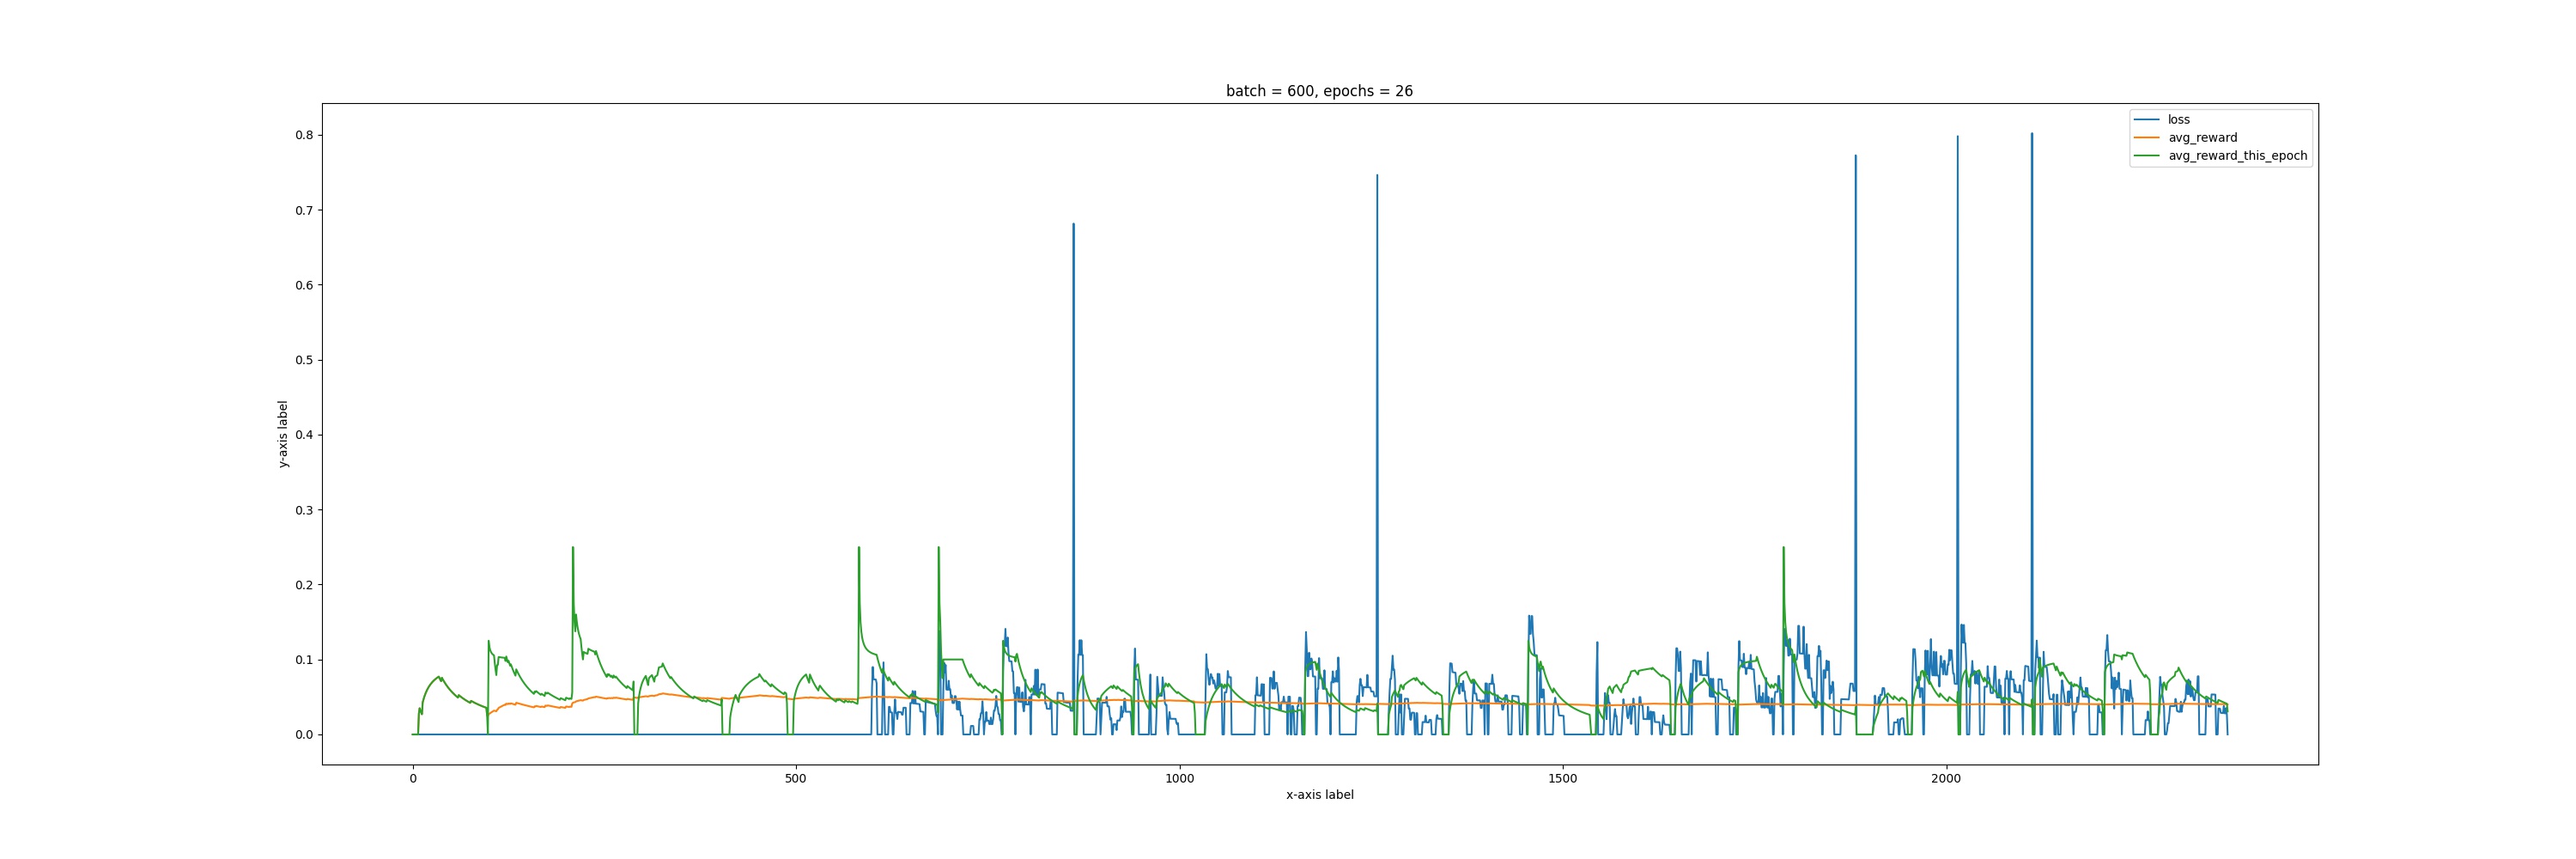 batch = 600, epochs = 26
loss
avg_reward
avg_reward_this_epoch
0.8
0.7
0.6
0.5
0.4
0.3
0.2
0.1
0.0
y-axis label
0
500
1000
1500
2000
x-axis label